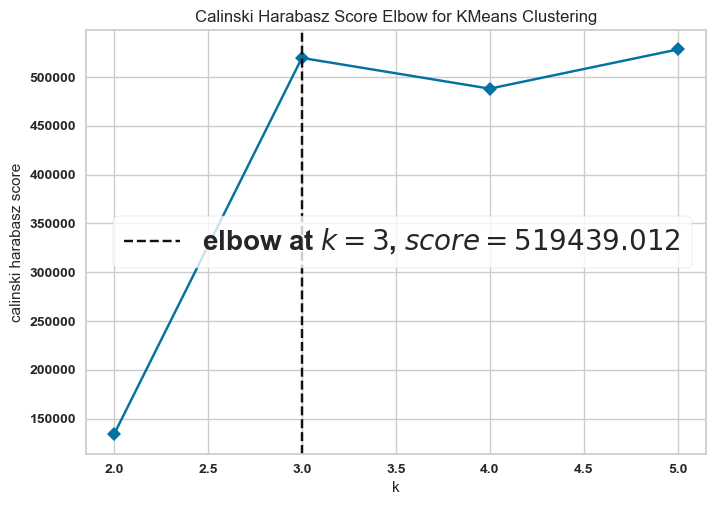 Calinski Harabasz Score Elbow for KMeans Clustering
calinski harabasz score
500000
450000
400000
350000
300000
250000
200000
150000
elbow at k = 3, score = 519439.012
2.0 2.5 3.0 3.5 4.0 4.5 5.0
k